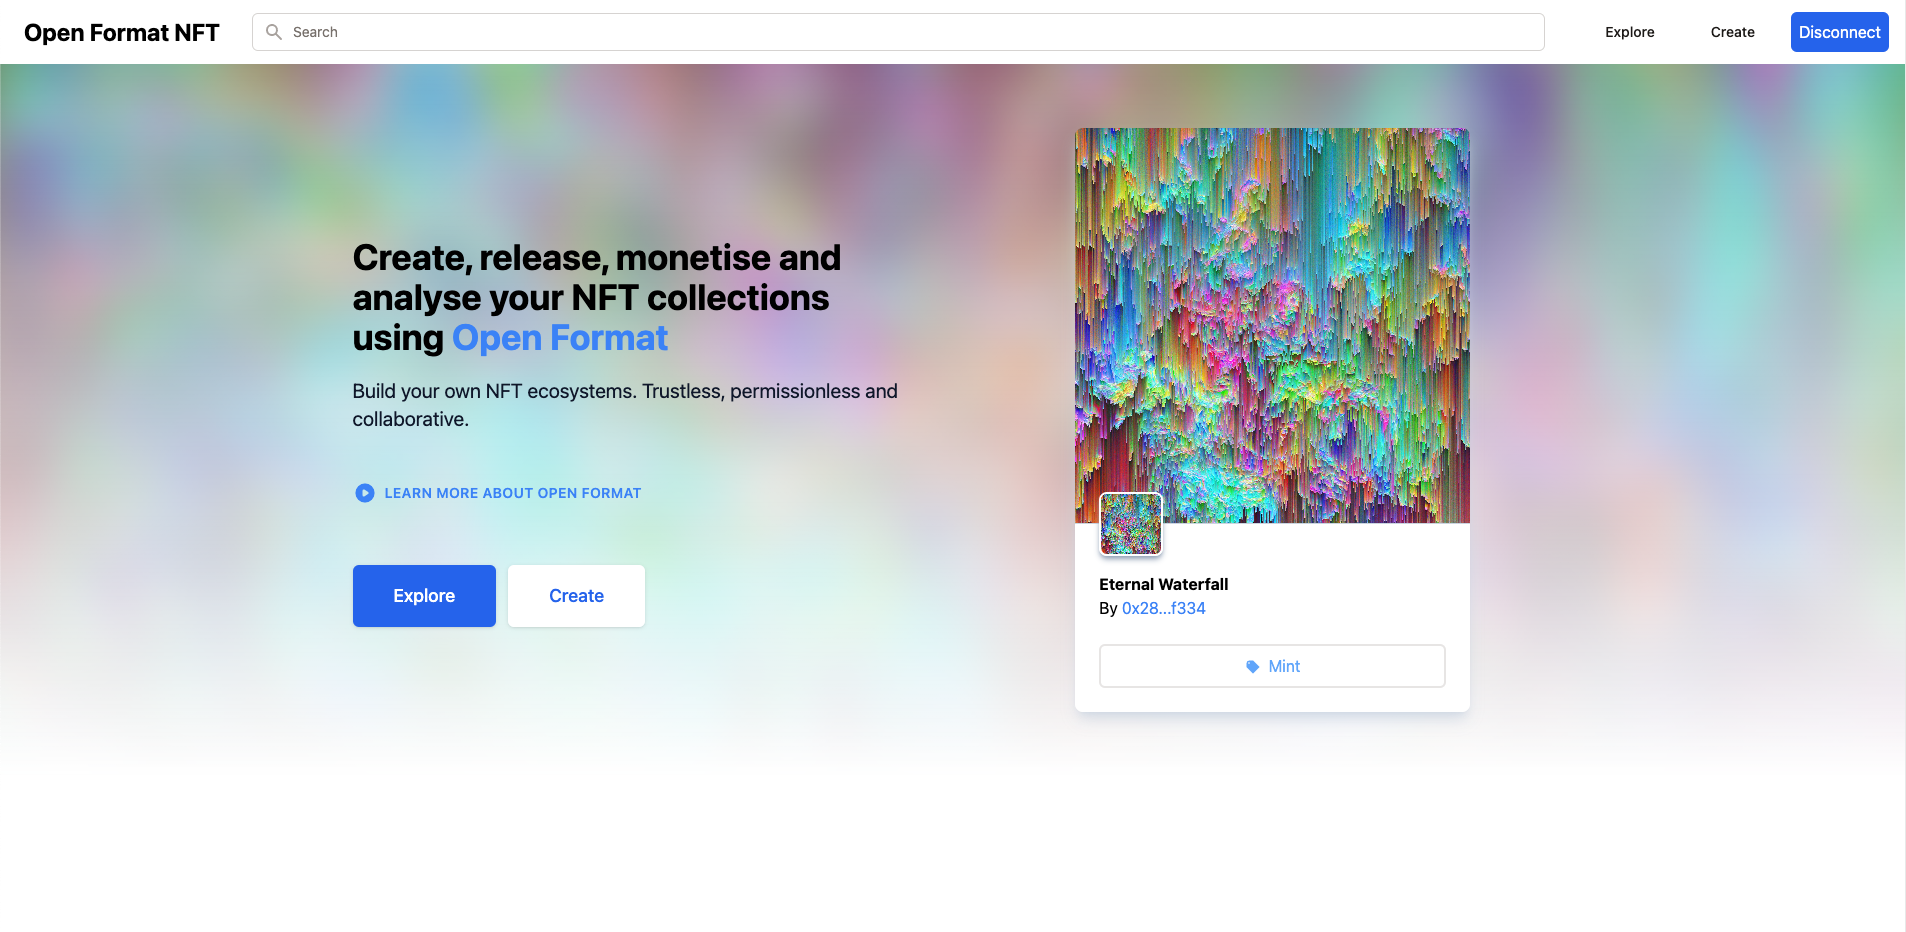 Open Format NFT
Search
Explore
Create
Disconnect
Create, release, monetise and
analyse your NFT collections
using Open Format
Build your own NFT ecosystems. Trustless, permissionless and
collaborative.
LEARN MORE ABOUT OPEN FORMAT
Explore
Create
Eternal Waterfall
By 0x28...f334
Mint